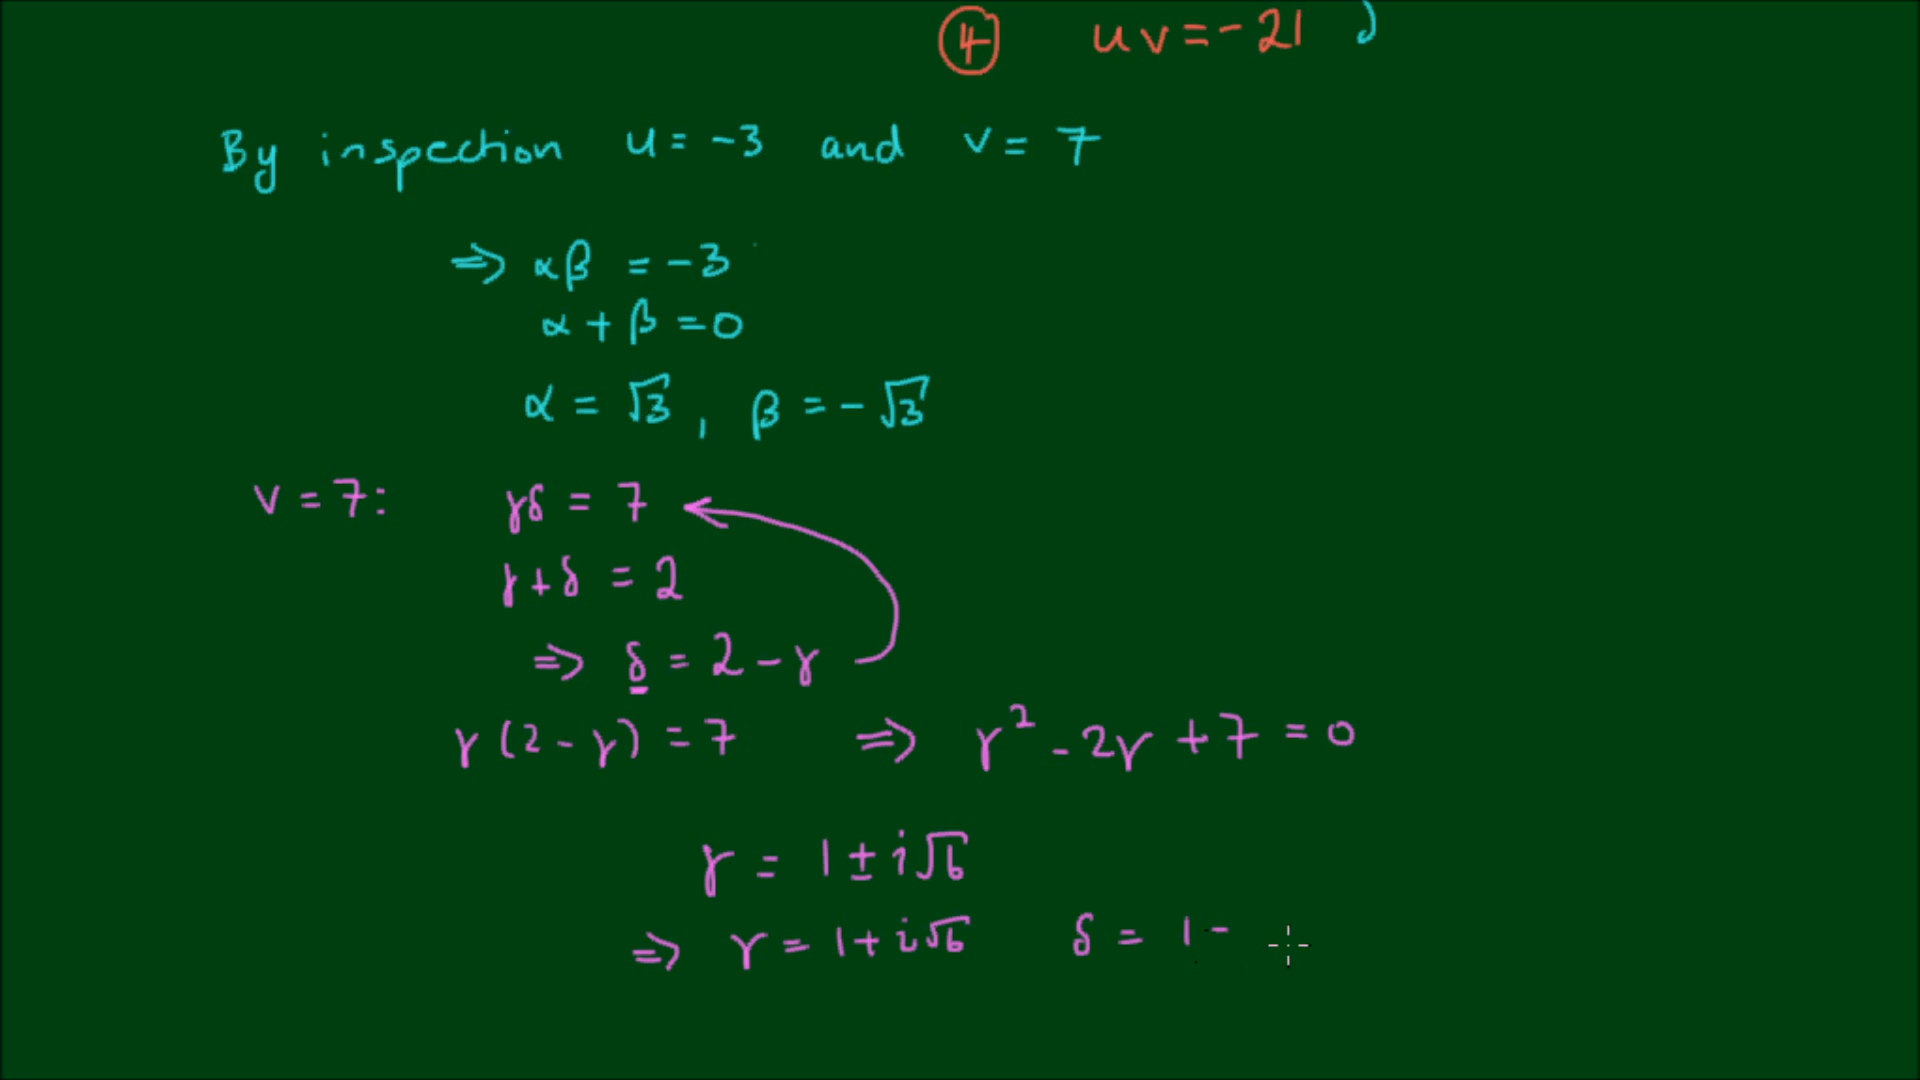 ④ uv=-21 )
By inspection u = -3 and v = 7
⇒ αβ = -3
α + β = 0
α = √3 , β = -√3
v = 7: γδ = 7
γ + δ = 2
⇒ δ = 2 - γ
γ (2 - γ) = 7 ⇒ γ² - 2γ + 7 = 0
γ = 1 ± i√6
⇒ γ = 1 + i√6 δ = 1 -